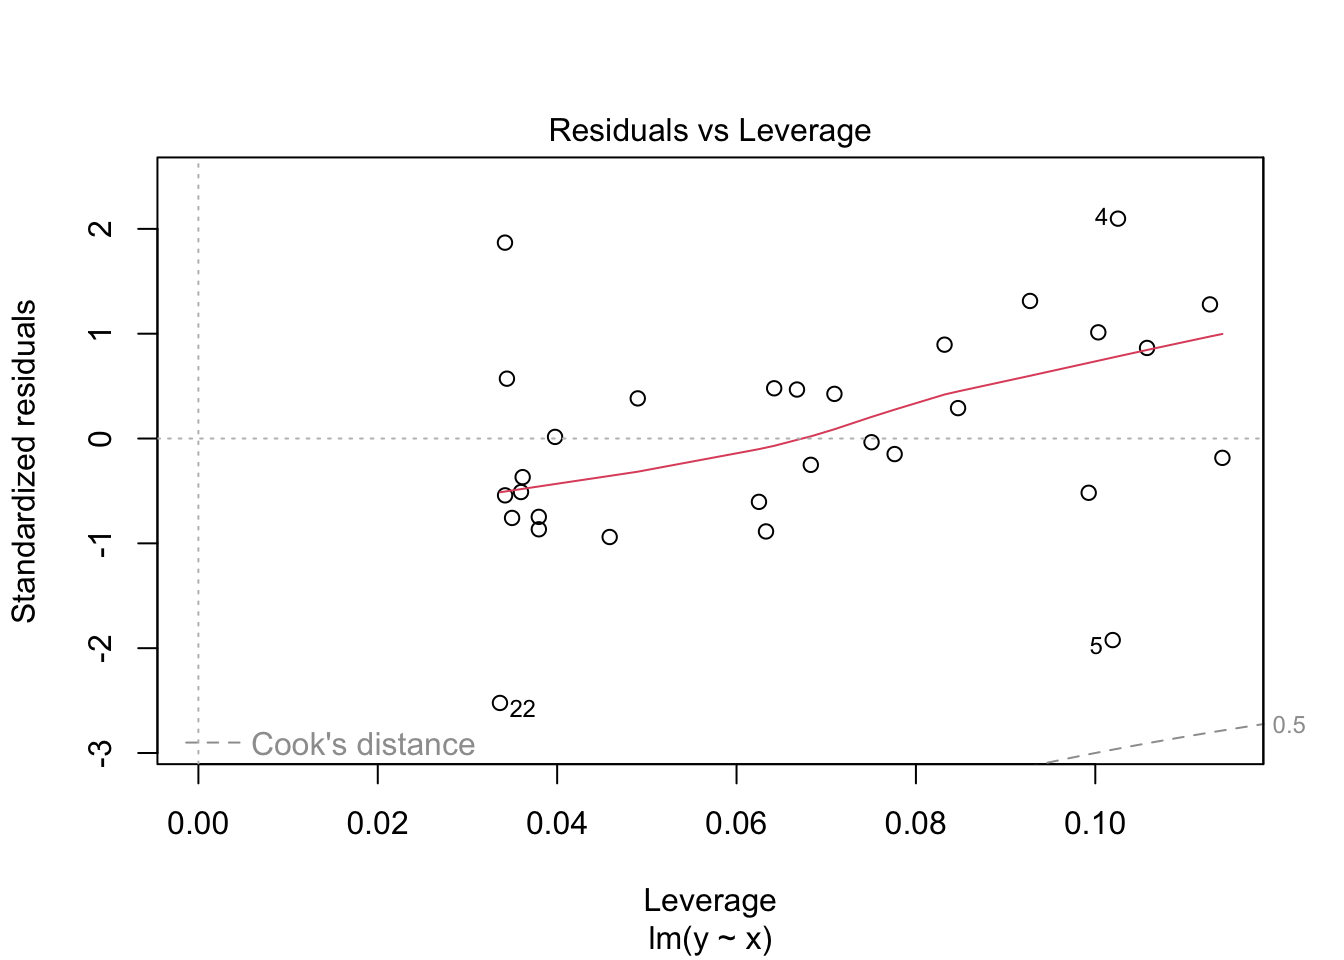 Residuals vs Leverage
Standardized residuals
2
1
0
-1
-2
-3
4
5
22
Cook's distance
0.5
0.00 0.02 0.04 0.06 0.08 0.10
Leverage
lm(y ~ x)